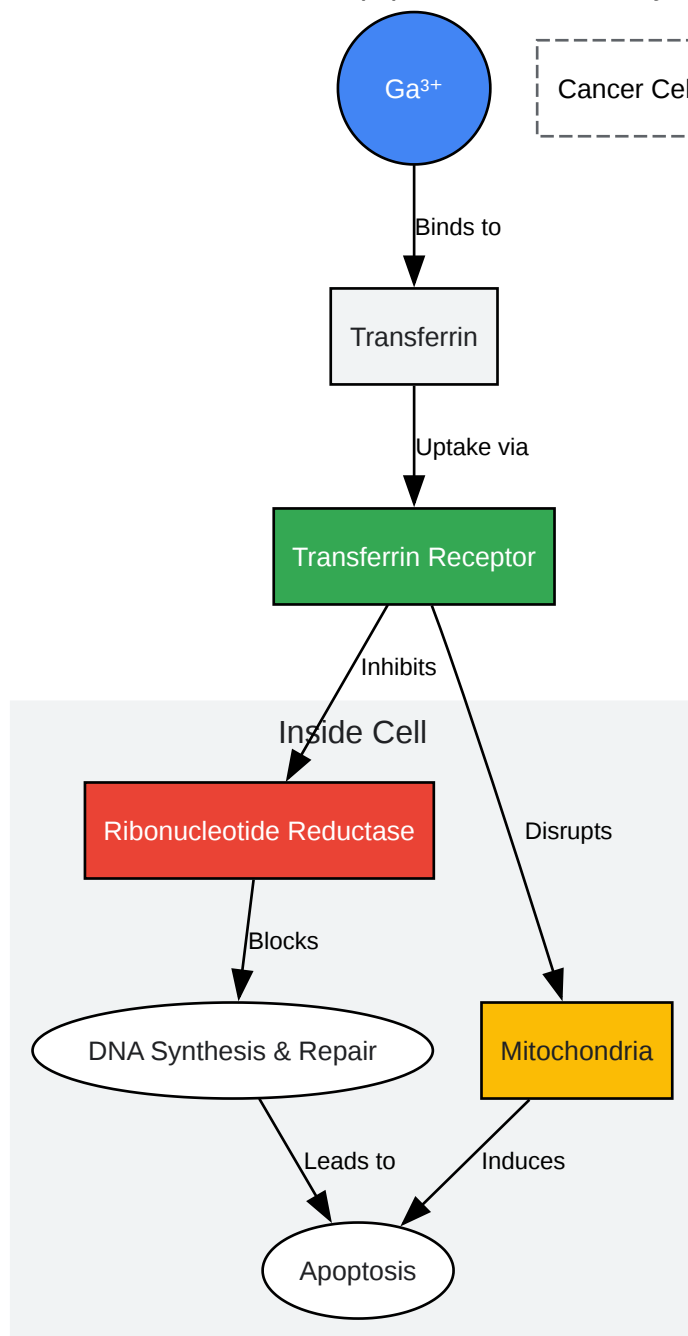 Ga³⁺
Cancer Cel
Binds to
Transferrin
Uptake via
Transferrin Receptor
Inhibits
Inside Cell
Ribonucleotide Reductase
Disrupts
Blocks
DNA Synthesis & Repair
Mitochondria
Leads to
Induces
Apoptosis